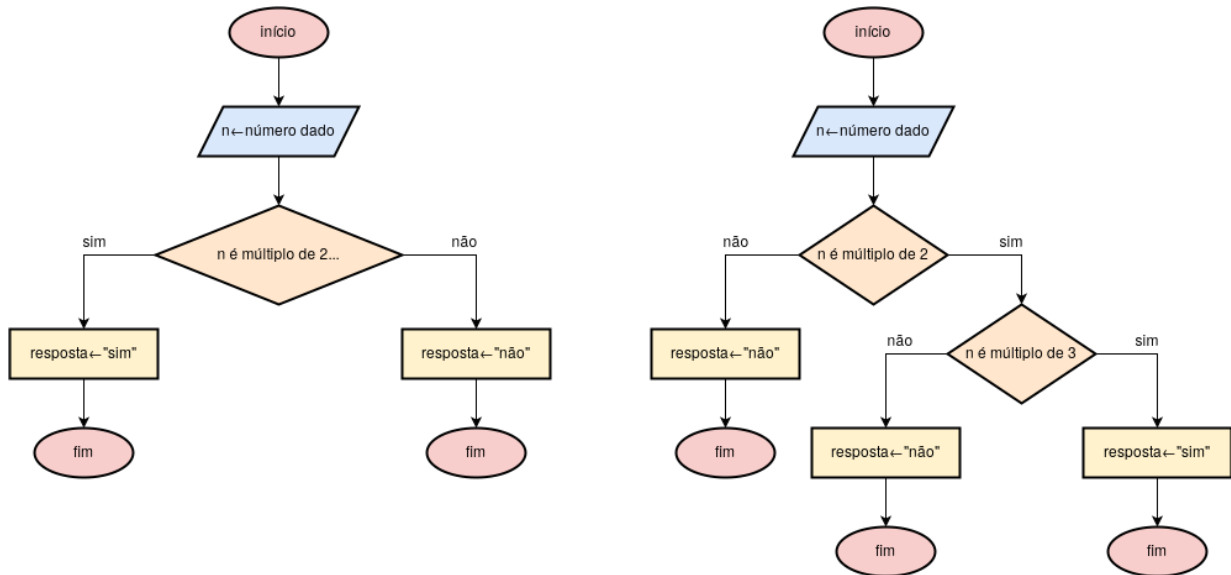 início
n←número dado
n é múltiplo de 2...
sim
não
resposta←"sim"
resposta←"não"
fim
fim
início
n←número dado
n é múltiplo de 2
não
sim
resposta←"não"
n é múltiplo de 3
não
sim
fim
resposta←"não"
resposta←"sim"
fim
fim